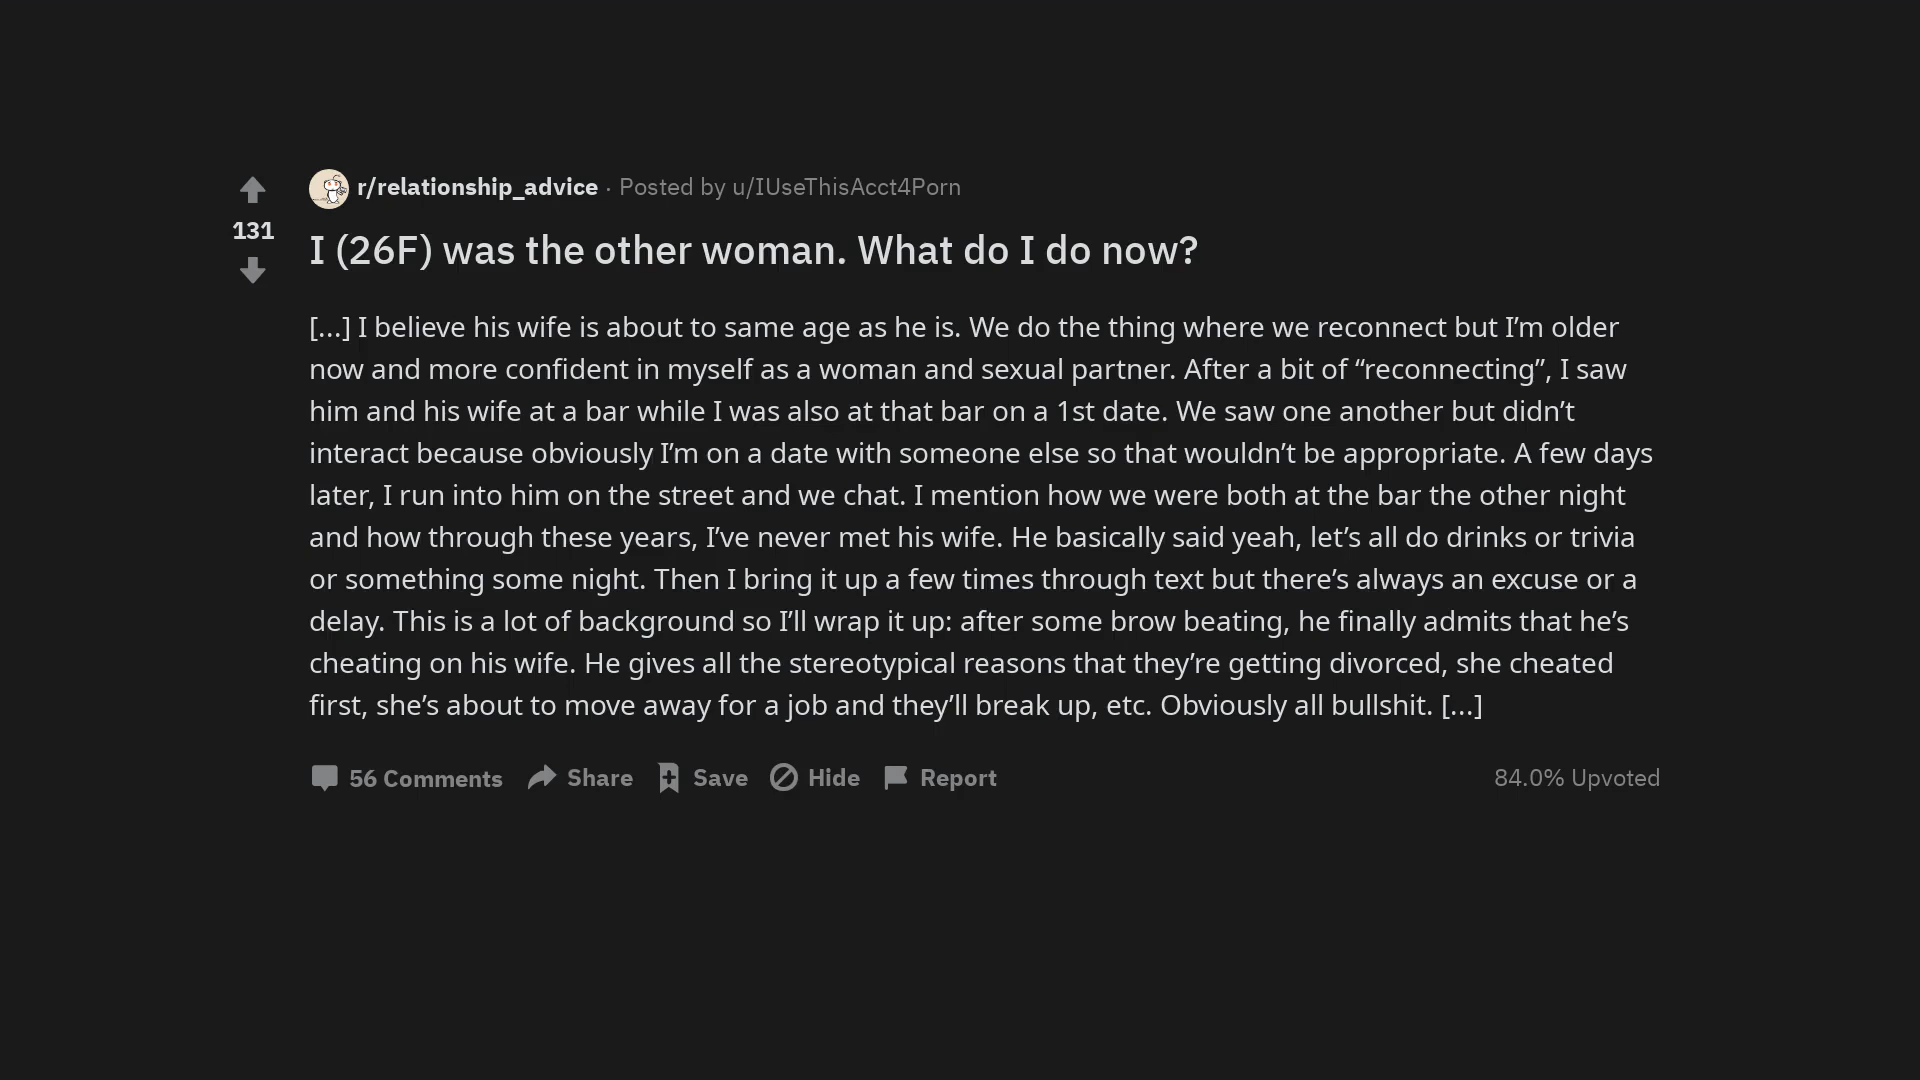 r/relationship_advice · Posted by u/IUseThisAcct4Porn
131
I (26F) was the other woman. What do I do now?
[...] I believe his wife is about to same age as he is. We do the thing where we reconnect but I’m older
now and more confident in myself as a woman and sexual partner. After a bit of “reconnecting”, I saw
him and his wife at a bar while I was also at that bar on a 1st date. We saw one another but didn’t
interact because obviously I’m on a date with someone else so that wouldn’t be appropriate. A few days
later, I run into him on the street and we chat. I mention how we were both at the bar the other night
and how through these years, I’ve never met his wife. He basically said yeah, let’s all do drinks or trivia
or something some night. Then I bring it up a few times through text but there’s always an excuse or a
delay. This is a lot of background so I’ll wrap it up: after some brow beating, he finally admits that he’s
cheating on his wife. He gives all the stereotypical reasons that they’re getting divorced, she cheated
first, she’s about to move away for a job and they’ll break up, etc. Obviously all bullshit. [...]
56 Comments Share Save Hide Report 84.0% Upvoted